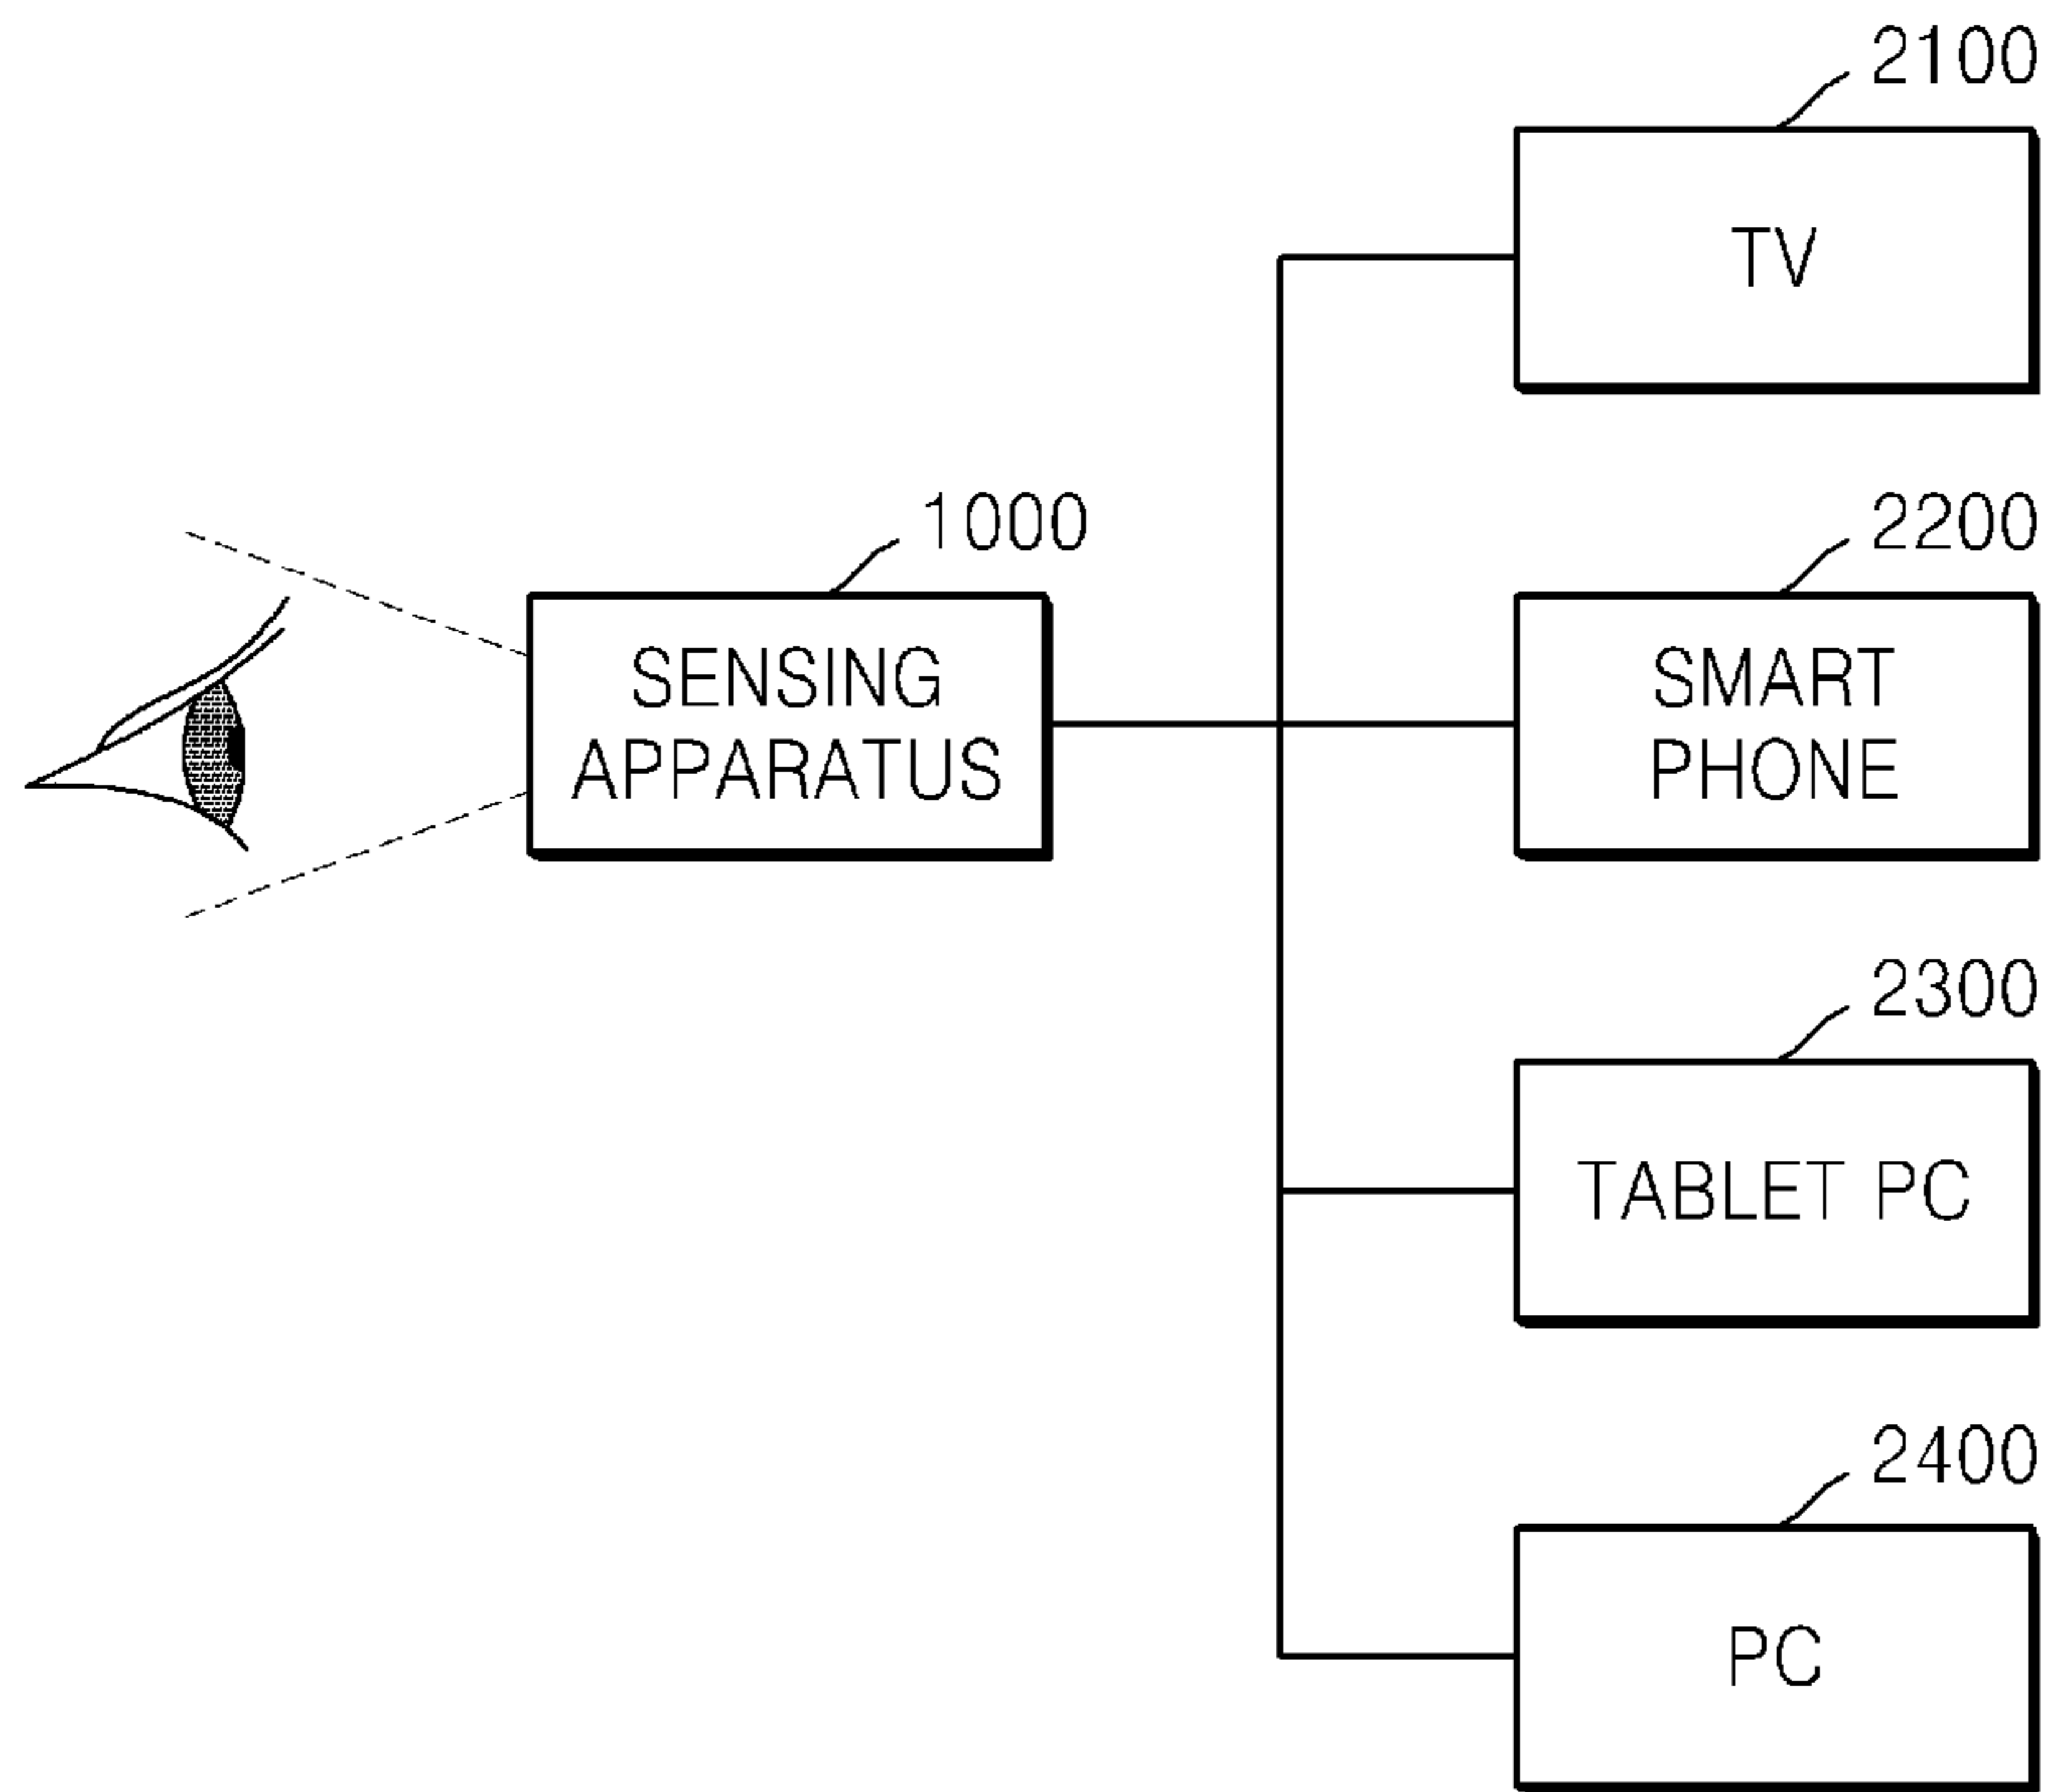 2100
TV
1000
SENSING
APPARATUS
2200
SMART
PHONE
2300
TABLET PC
2400
PC